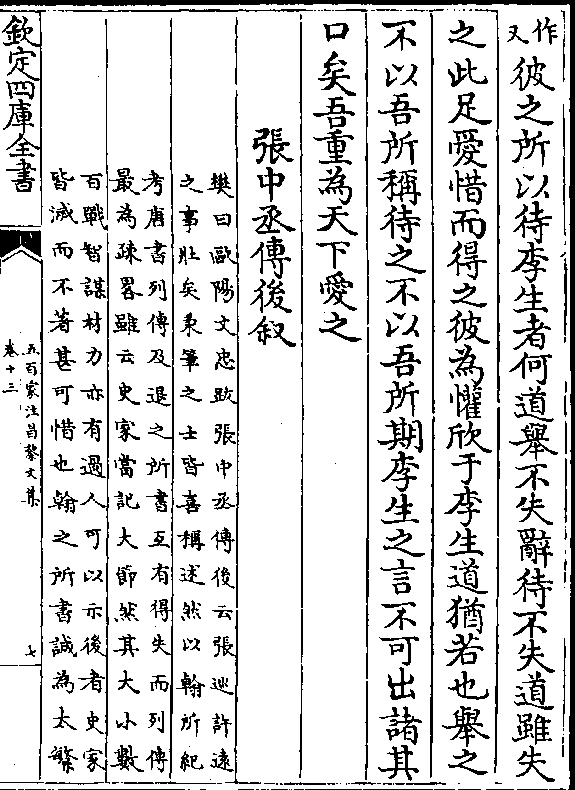 作
又
彼之所以待李生者何道舉不失辭待不失道雖失
之此足愛惜而得之彼為懽欣于李生道猶若也舉之
不以吾所稱待之不以吾所期李生之言不可出諸其
口矣吾重為天下愛之
張中丞傳後叙
樊曰歐陽文忠跋張中丞傳後云張廵許遠
之事壯矣秉筆之士皆喜稱述然以翰所紀
考唐書列傳及退之所書互有得失而列傳
最為疎畧雖云史家當記大節然其大小數
百戰智謀材力亦有過人可以示後者史家
皆滅而不著甚可惜也翰之所書誠為太繁
欽定四庫全書
五百家注昌黎文集
卷十三
七